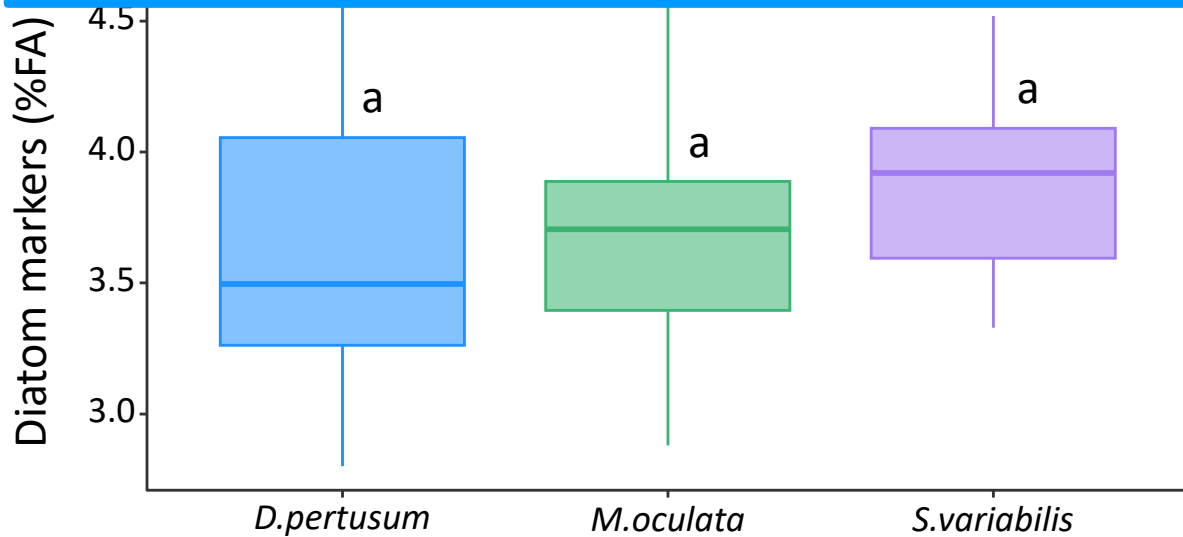 Diatom markers (%FA)
4.5
4.0
3.5
3.0
a
a
a
D.pertusum
M.oculata
S.variabilis